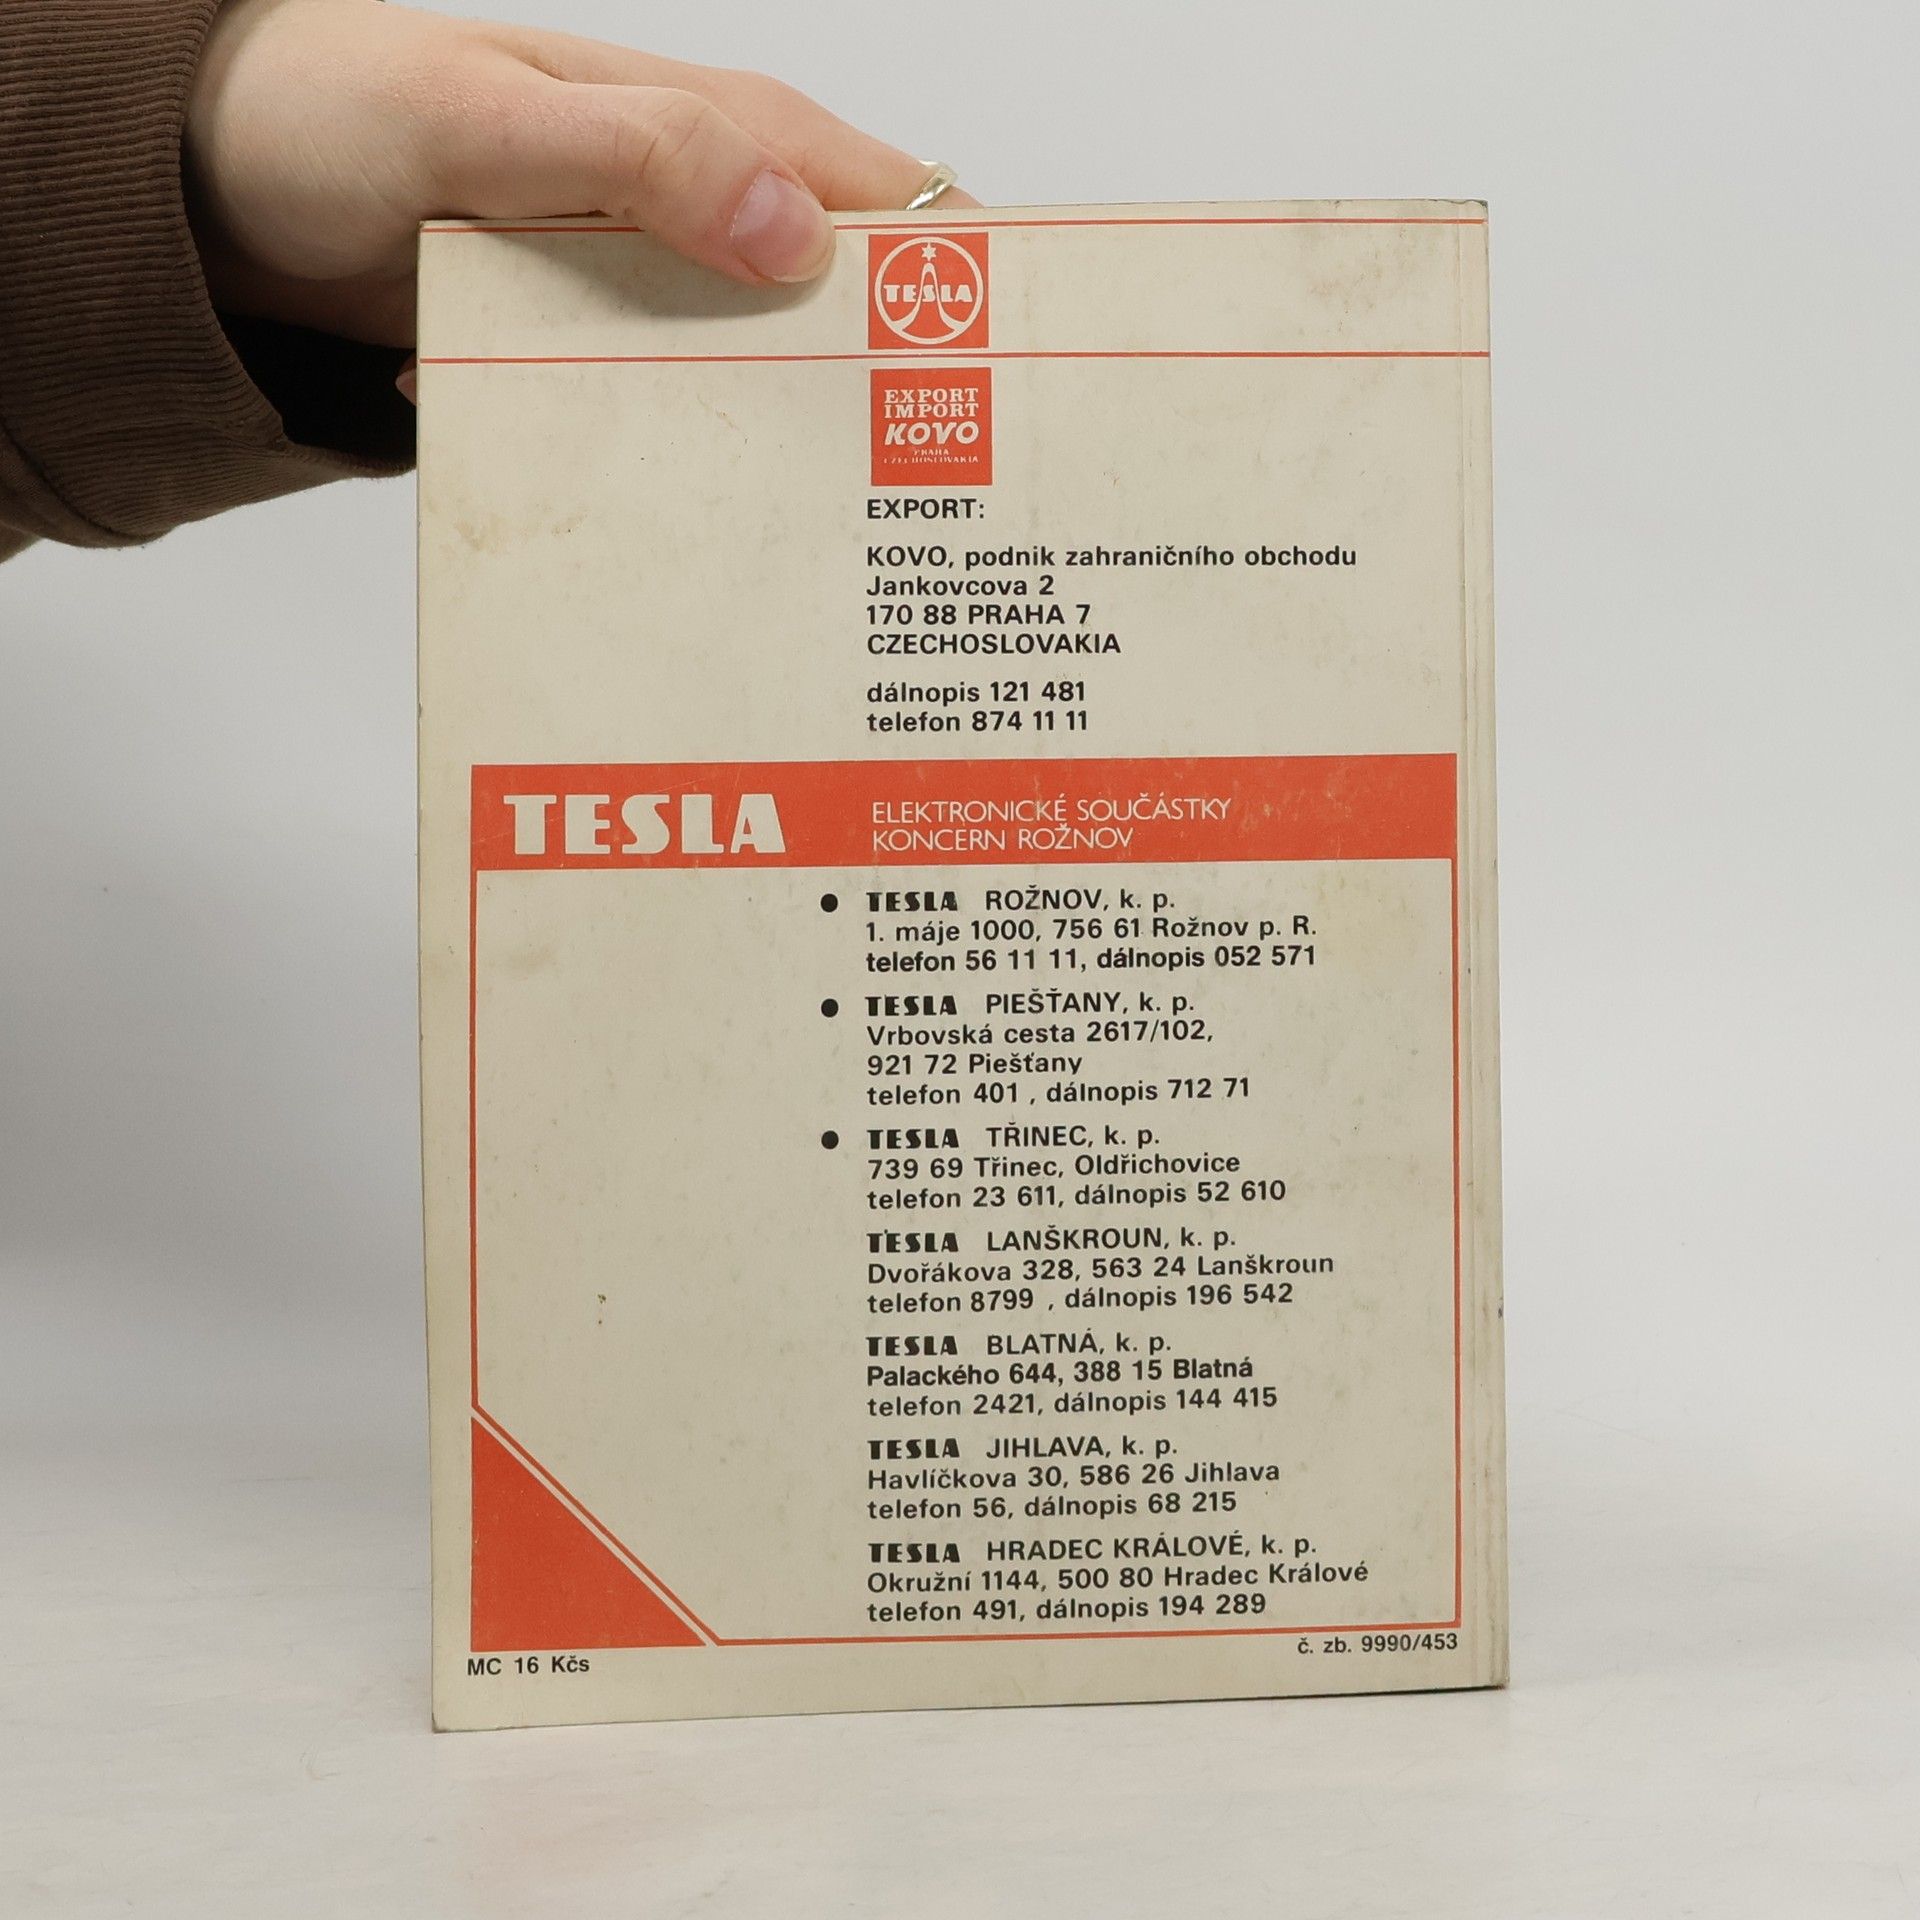 TESLA
EXPORT
IMPORT
KOVO
PRAHA
CZECHOSLOVAKIA
EXPORT:
KOVO, podnik zahraničního obchodu
Jankovcova 2
170 88 PRAHA 7
CZECHOSLOVAKIA
dálnopis 121 481
telefon 874 11 11
TESLA ELEKTRONICKÉ SOUČÁSTKY
KONCERN ROŽNOV
● TESLA ROŽNOV, k. p.
1. máje 1000, 756 61 Rožnov p. R.
telefon 56 11 11, dálnopis 052 571
● TESLA PIEŠŤANY, k. p.
Vrbovská cesta 2617/102,
921 72 Piešťany
telefon 401 , dálnopis 712 71
● TESLA TŘINEC, k. p.
739 69 Třinec, Oldřichovice
telefon 23 611, dálnopis 52 610
TESLA LANŠKROUN, k. p.
Dvořákova 328, 563 24 Lanškroun
telefon 8799 , dálnopis 196 542
TESLA BLATNÁ, k. p.
Palackého 644, 388 15 Blatná
telefon 2421, dálnopis 144 415
TESLA JIHLAVA, k. p.
Havlíčkova 30, 586 26 Jihlava
telefon 56, dálnopis 68 215
TESLA HRADEC KRÁLOVÉ, k. p.
Okružní 1144, 500 80 Hradec Králové
telefon 491, dálnopis 194 289
č. zb. 9990/453
MC 16 Kčs